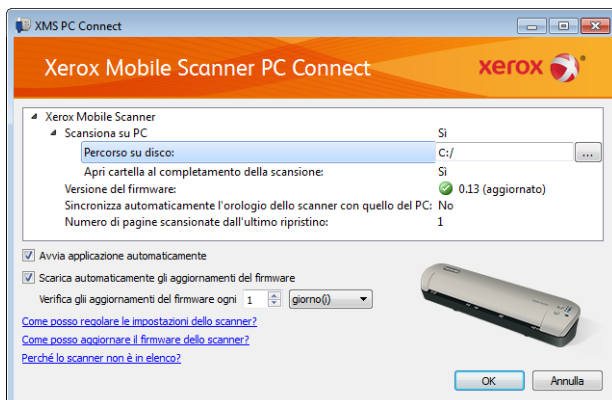 XMS PC Connect
Xerox Mobile Scanner PC Connect
xerox
Xerox Mobile Scanner
Scansiona su PC Sì
Percorso su disco: C:/ ...
Apri cartella al completamento della scansione: Sì
Versione del firmware: 0.13 (aggiornato)
Sincronizza automaticamente l'orologio dello scanner con quello del PC: No
Numero di pagine scansionate dall'ultimo ripristino: 1
Avvia applicazione automaticamente
Scarica automaticamente gli aggiornamenti del firmware
Verifica gli aggiornamenti del firmware ogni 1 giorno(i)
Come posso regolare le impostazioni dello scanner?
Come posso aggiornare il firmware dello scanner?
Perché lo scanner non è in elenco?
OK Annulla